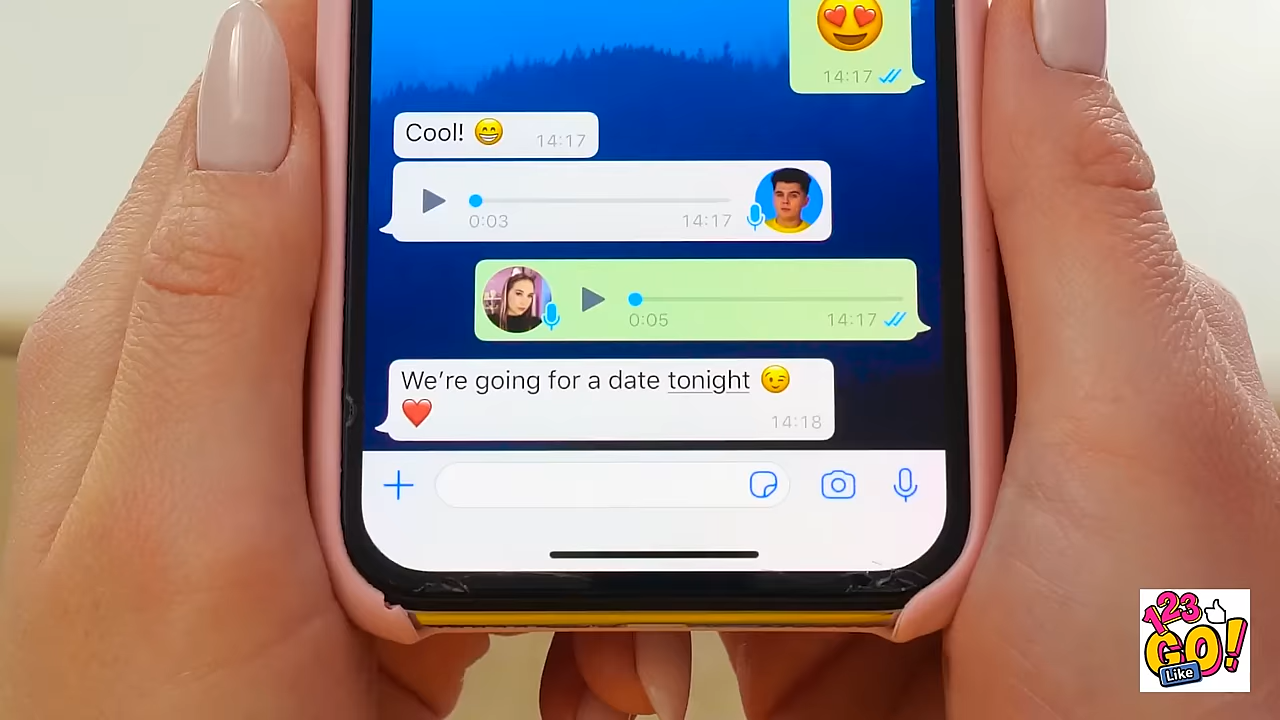 14:17
Cool! 😁 14:17
0:03 14:17
0:05 14:17
We're going for a date tonight 😉
❤️ 14:18
123
GO!
Like